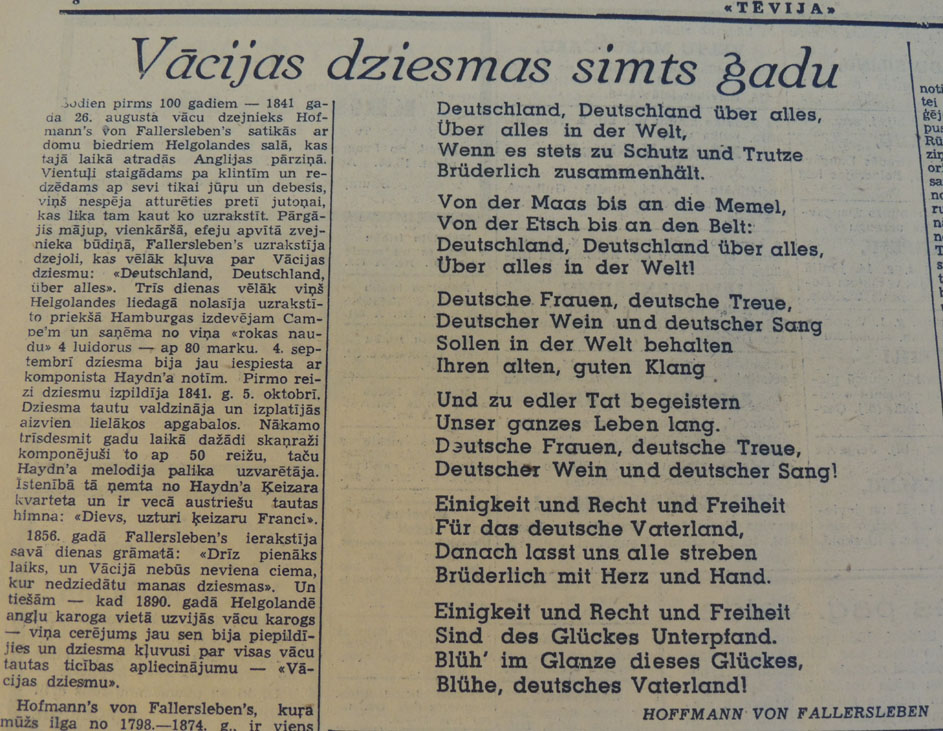 «TĒVIJA»
Vācijas dziesmas simts gadu
Šodien pirms 100 gadiem — 1841 ga-
da 26. augusta vācu dzejnieks Hof-
mann's von Fallersleben's satikās ar
domu biedriem Helgolandes salā, kas
tajā laikā atradās Anglijas pārziņā.
Vientuļi staigādams pa klintīm un re-
dzēdams ap sevi tikai jūru un debesis,
viņš nespēja atturēties pretī jutoņai,
kas lika tam kaut ko uzrakstīt. Pārgā-
jis mājup, vienkāršā, efeju apvītā zvej-
nieka būdiņā, Fallersleben's uzrakstīja
dzejoli, kas vēlāk kļuva par Vācijas
dziesmu: «Deutschland, Deutschland,
über alles». Trīs dienas vēlāk viņš
Helgolandes liedagā nolasīja uzrakstī-
to priekšā Hamburgas izdevējam Cam-
pe'm un saņēma no viņa «rokas nau-
du» 4 luidorus — ap 80 marku. 4. sep-
tembrī dziesma bija jau iespiesta ar
komponista Haydn'a notīm. Pirmo rei-
zi dziesmu izpildīja 1841. g. 5. oktobrī.
Dziesma tautu valdzināja un izplatījās
aizvien lielākos apgabalos. Nākamo
trīsdesmit gadu laikā dažādi skaņraži
komponējuši to ap 50 reižu, taču
Haydn'a melodija palika uzvarētāja.
Īstenībā tā ņemta no Haydn'a Ķeizara
kvarteta un ir vecā austriešu tautas
himna: «Dievs, uzturi ķeizaru Franci».
1856. gadā Fallersleben's ierakstīja
savā dienas grāmatā: «Drīz pienāks
laiks, un Vācijā nebūs neviena ciema,
kur nedziedātu manas dziesmas». Un
tiešām — kad 1890. gadā Helgolandē
angļu karoga vietā uzvijās vācu karogs
— viņa cerējums jau sen bija piepildī-
jies un dziesma kļuvusi par visas vācu
tautas ticības apliecinājumu — «Vā-
cijas dziesmu».
Hofmann's von Fallersleben's, kuŗa
mūžs ilga no 1798.—1874. g., ir viens
Deutschland, Deutschland über alles,
Über alles in der Welt,
Wenn es stets zu Schutz und Trutze
Brüderlich zusammenhält.
Von der Maas bis an die Memel,
Von der Etsch bis an den Belt:
Deutschland, Deutschland über alles,
Über alles in der Welt!
Deutsche Frauen, deutsche Treue,
Deutscher Wein und deutscher Sang
Sollen in der Welt behalten
Ihren alten, guten Klang
Und zu edler Tat begeistern
Unser ganzes Leben lang.
Deutsche Frauen, deutsche Treue,
Deutscher Wein und deutscher Sang!
Einigkeit und Recht und Freiheit
Für das deutsche Vaterland,
Danach lasst uns alle streben
Brüderlich mit Herz und Hand.
Einigkeit und Recht und Freiheit
Sind des Glückes Unterpfand.
Blüh' im Glanze dieses Glückes,
Blühe, deutsches Vaterland!
HOFFMANN VON FALLERSLEBEN